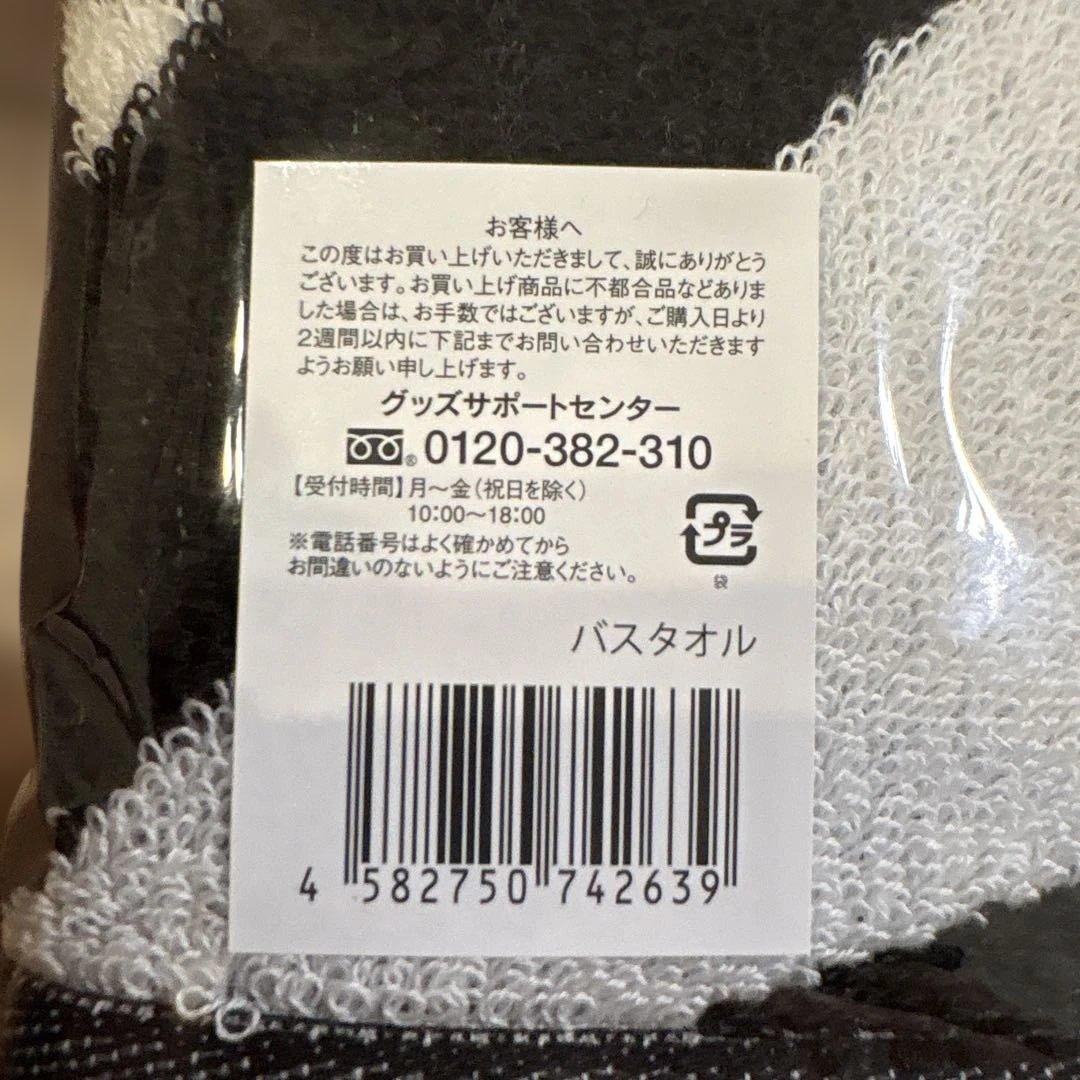 お客様へ
この度はお買い上げいただきまして、誠にありがとう
ございます。お買い上げ商品に不都合品などありま
した場合は、お手数ではございますが、ご購入日より
2週間以内に下記までお問い合わせいただきます
ようお願い申し上げます。
グッズサポートセンター
® 0120-382-310
【受付時間】月～金（祝日を除く）
10:00～18:00
※電話番号はよく確かめてから
お間違いのないようにご注意ください。
プラ
袋
バスタオル
4 582750 742639